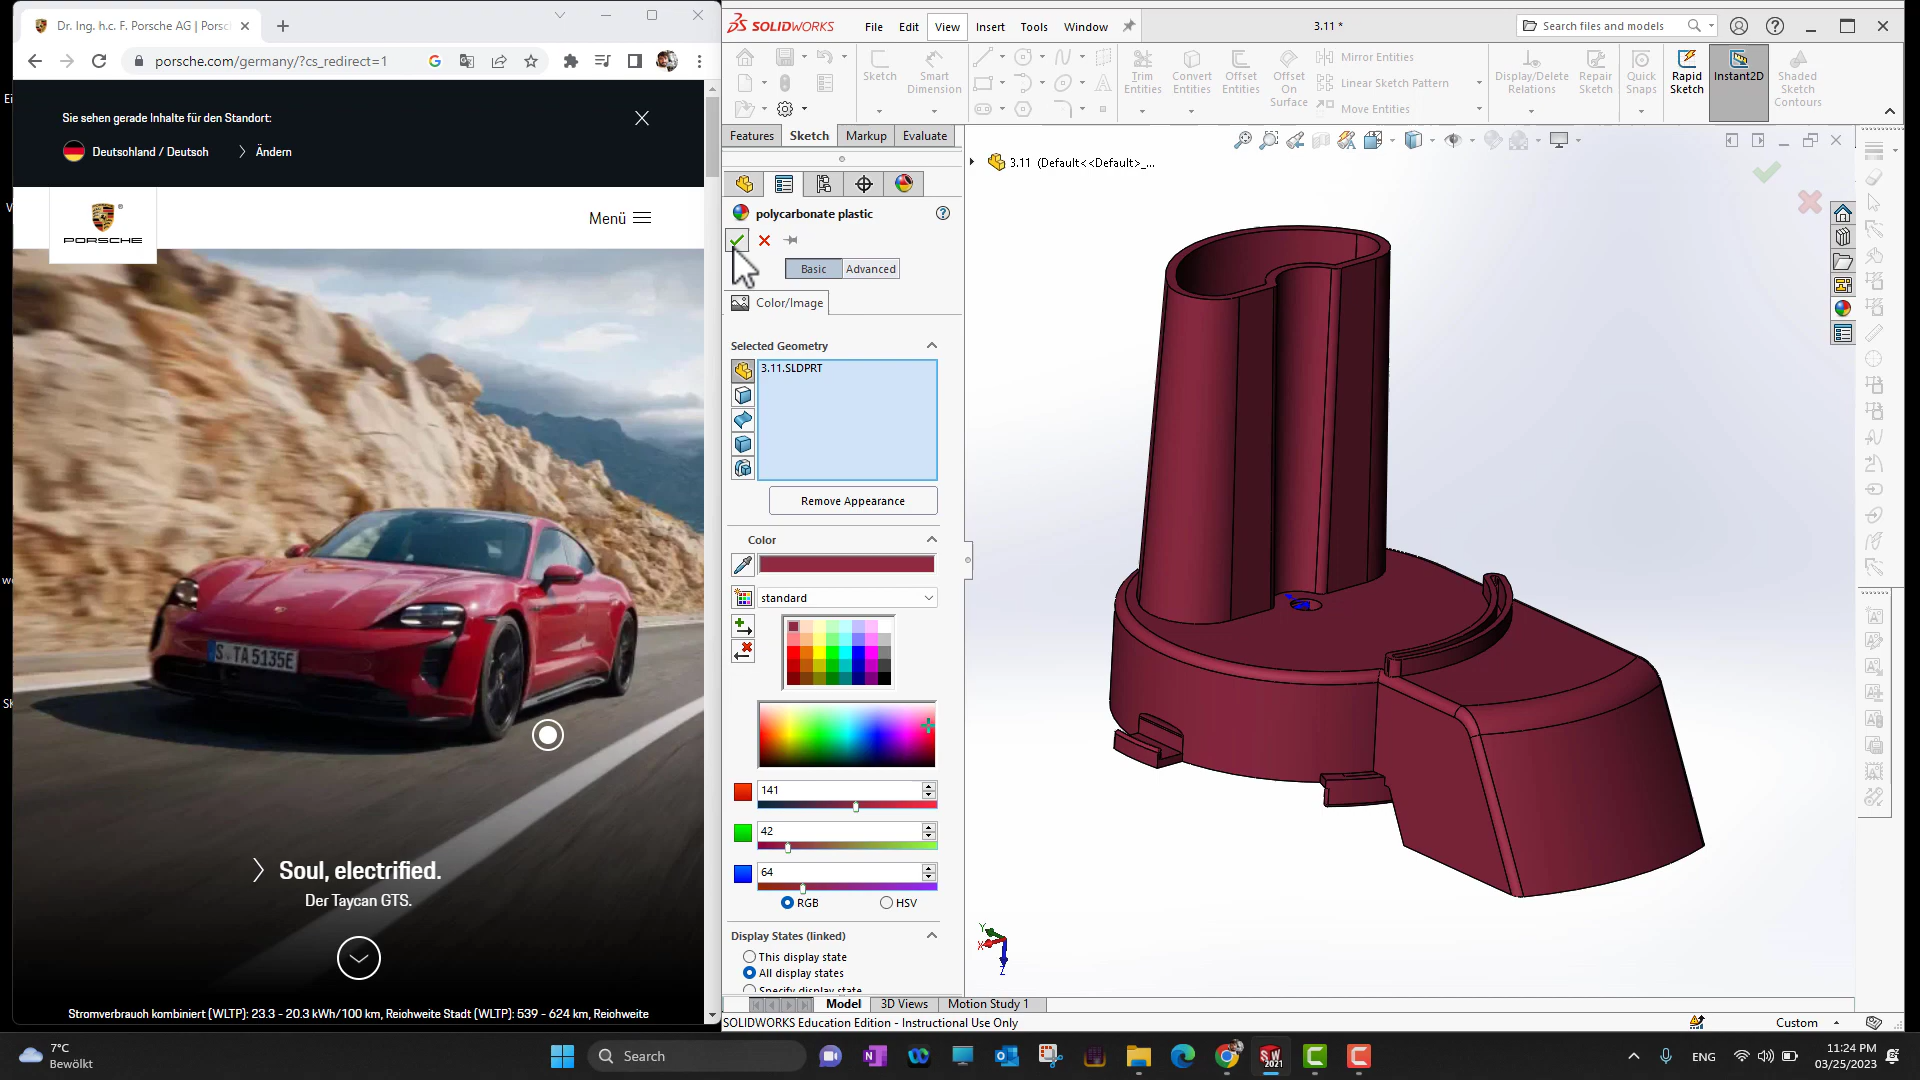 Dr. Ing. h.c. F. Porsche AG | Porsc
porsche.com/germany/?cs_redirect=1
Sie sehen gerade Inhalte für den Standort:
Deutschland / Deutsch
Ändern
PORSCHE
Menü
S·TA 5135E
Soul, electrified.
Der Taycan GTS.
Stromverbrauch kombiniert (WLTP): 23.3 - 20.3 kWh/100 km, Reichweite Stadt (WLTP): 539 - 624 km, Reichweite
SOLIDWORKS
File Edit View Insert Tools Window
3.11 *
Search files and models
Sketch
Smart Dimension
Trim Entities
Convert Entities
Offset Entities
Offset On Surface
Mirror Entities
Linear Sketch Pattern
Move Entities
Display/Delete Relations
Repair Sketch
Quick Snaps
Rapid Sketch
Instant2D
Shaded Sketch Contours
Features Sketch Markup Evaluate
3.11 (Default<<Default>_...
polycarbonate plastic
Basic Advanced
Color/Image
Selected Geometry
3.11.SLDPRT
Remove Appearance
Color
standard
141
42
64
RGB HSV
Display States (linked)
This display state
All display states
Specify display state
Y
X
Z
Model 3D Views Motion Study 1
SOLIDWORKS Education Edition - Instructional Use Only
Custom
7°C
Bewölkt
Search
SW
2021
ENG
11:24 PM
03/25/2023